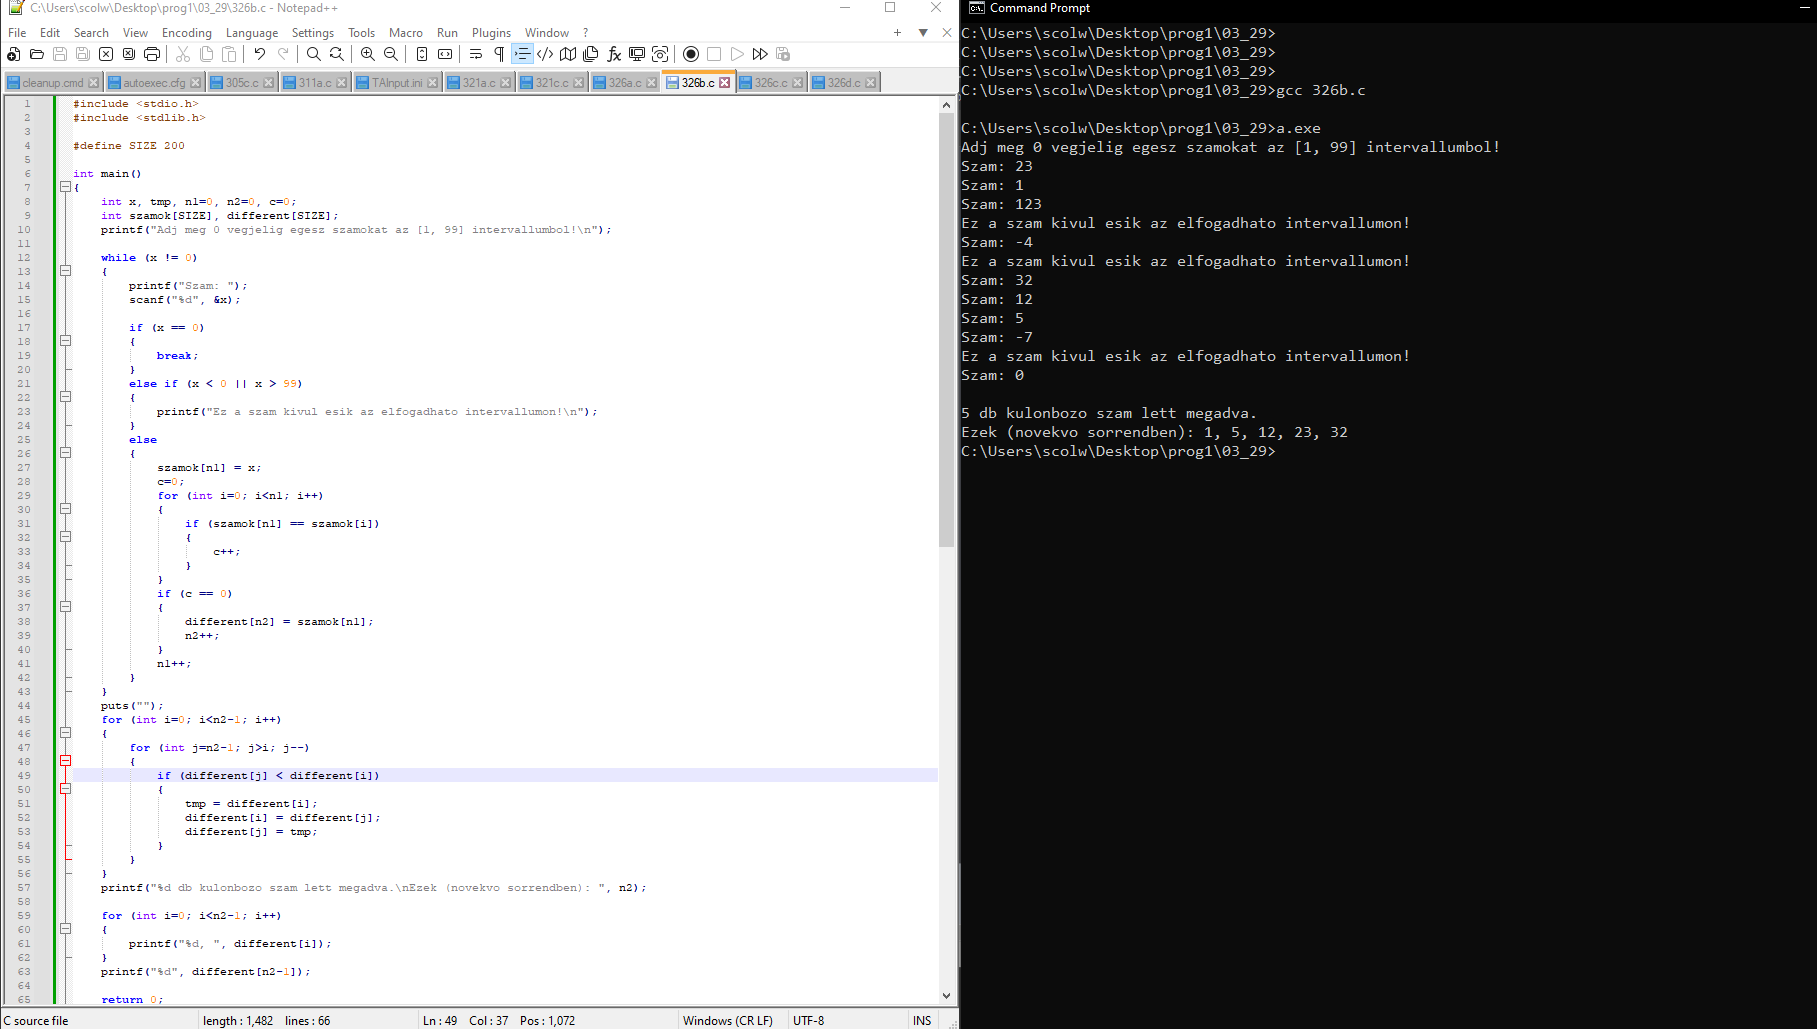 C:\Users\scolw\Desktop\prog1\03_29\326b.c - Notepad++
File Edit Search View Encoding Language Settings Tools Macro Run Plugins Window ?
cleanup.cmd autoexec.cfg 305c.c 311a.c TAInput.ini 321a.c 321c.c 326a.c 326b.c 326c.c 326d.c
1 #include <stdio.h>
2 #include <stdlib.h>
3
4 #define SIZE 200
5
6 int main()
7 {
8 int x, tmp, n1=0, n2=0, c=0;
9 int szamok[SIZE], different[SIZE];
10 printf("Adj meg 0 vegjelig egesz szamokat az [1, 99] intervallumbol!\n");
11
12 while (x != 0)
13 {
14 printf("Szam: ");
15 scanf("%d", &x);
16
17 if (x == 0)
18 {
19 break;
20 }
21 else if (x < 0 || x > 99)
22 {
23 printf("Ez a szam kivul esik az elfogadhato intervallumon!\n");
24 }
25 else
26 {
27 szamok[n1] = x;
28 c=0;
29 for (int i=0; i<n1; i++)
30 {
31 if (szamok[n1] == szamok[i])
32 {
33 c++;
34 }
35 }
36 if (c == 0)
37 {
38 different[n2] = szamok[n1];
39 n2++;
40 }
41 n1++;
42 }
43 }
44 puts("");
45 for (int i=0; i<n2-1; i++)
46 {
47 for (int j=n2-1; j>i; j--)
48 {
49 if (different[j] < different[i])
50 {
51 tmp = different[i];
52 different[i] = different[j];
53 different[j] = tmp;
54 }
55 }
56 }
57 printf("%d db kulonbozo szam lett megadva.\nEzek (novekvo sorrendben): ", n2);
58
59 for (int i=0; i<n2-1; i++)
60 {
61 printf("%d, ", different[i]);
62 }
63 printf("%d", different[n2-1]);
64
65 return 0;
C source file length : 1,482 lines : 66 Ln : 49 Col : 37 Pos : 1,072 Windows (CR LF) UTF-8 INS
Command Prompt
C:\Users\scolw\Desktop\prog1\03_29>
C:\Users\scolw\Desktop\prog1\03_29>
C:\Users\scolw\Desktop\prog1\03_29>
C:\Users\scolw\Desktop\prog1\03_29>gcc 326b.c
C:\Users\scolw\Desktop\prog1\03_29>a.exe
Adj meg 0 vegjelig egesz szamokat az [1, 99] intervallumbol!
Szam: 23
Szam: 1
Szam: 123
Ez a szam kivul esik az elfogadhato intervallumon!
Szam: -4
Ez a szam kivul esik az elfogadhato intervallumon!
Szam: 32
Szam: 12
Szam: 5
Szam: -7
Ez a szam kivul esik az elfogadhato intervallumon!
Szam: 0
5 db kulonbozo szam lett megadva.
Ezek (novekvo sorrendben): 1, 5, 12, 23, 32
C:\Users\scolw\Desktop\prog1\03_29>